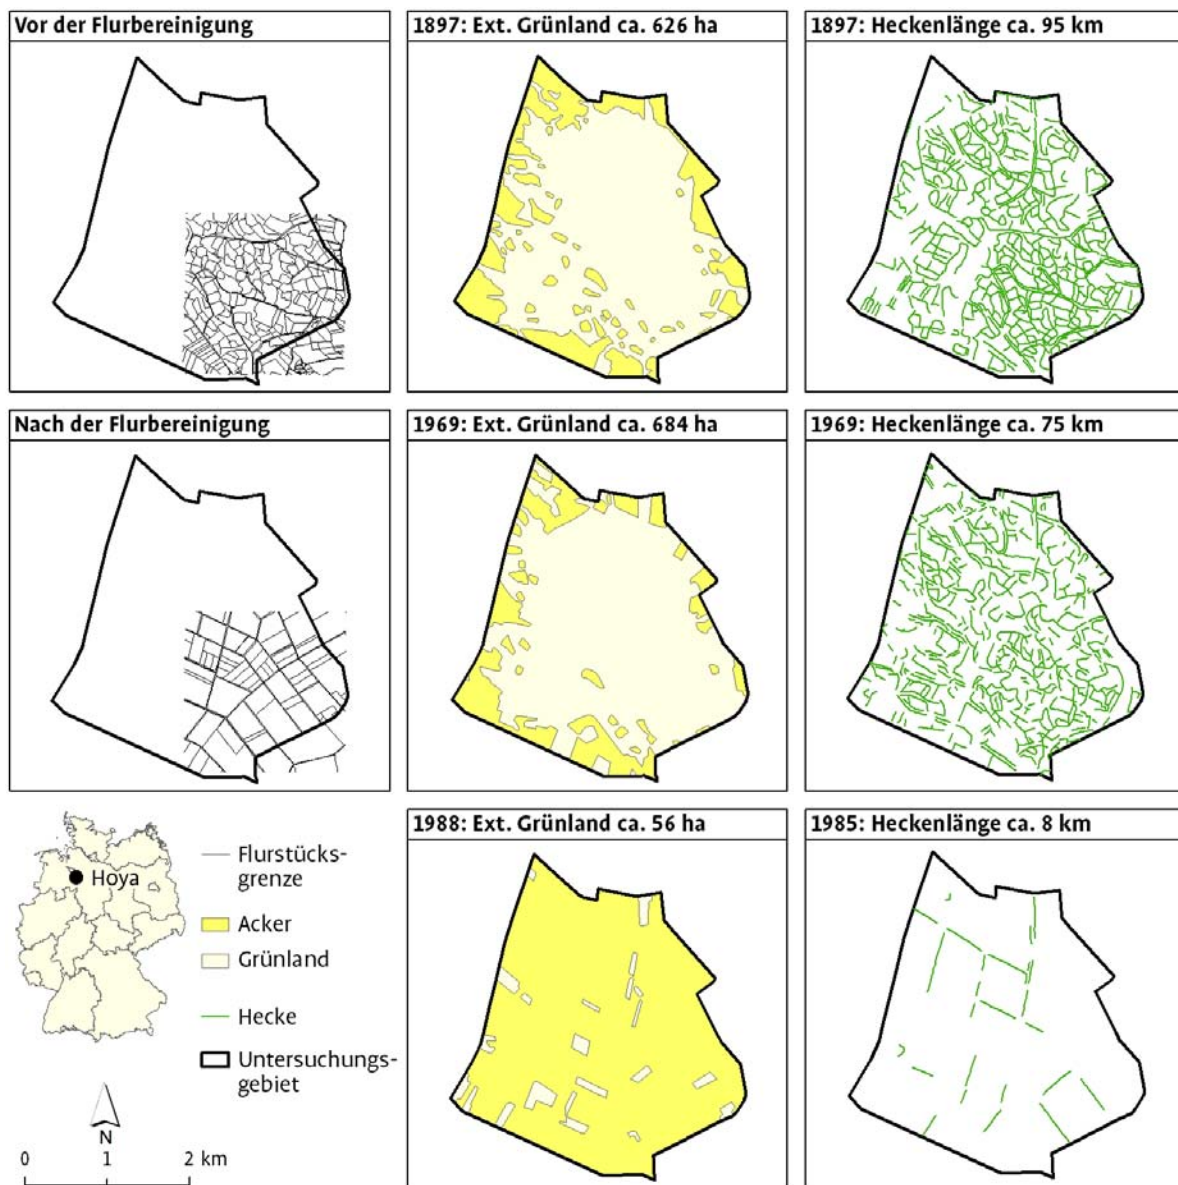 Vor der Flurbereinigung
1897: Ext. Grünland ca. 626 ha
1897: Heckenlänge ca. 95 km
Nach der Flurbereinigung
1969: Ext. Grünland ca. 684 ha
1969: Heckenlänge ca. 75 km
Hoya
Flurstücks-
grenze
Acker
Grünland
Hecke
Untersuchungs-
gebiet
N
0 1 2 km
1988: Ext. Grünland ca. 56 ha
1985: Heckenlänge ca. 8 km